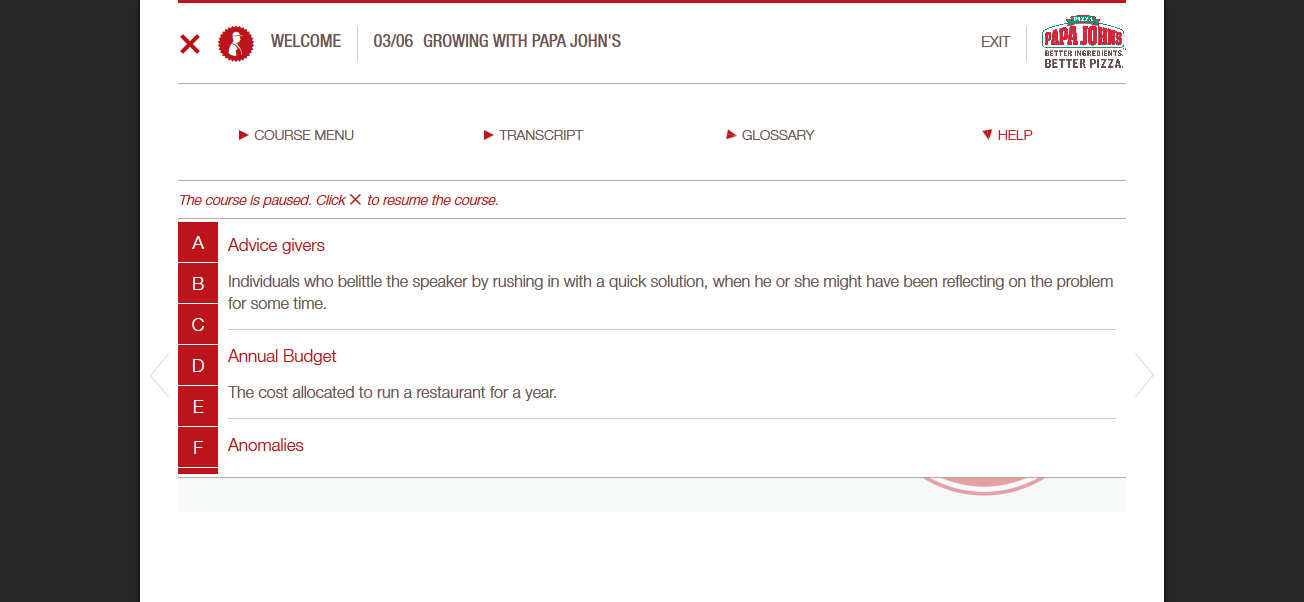 WELCOME
03/06 GROWING WITH PAPA JOHN'S
EXIT
PIZZA
PAPA JOHNS
BETTER INGREDIENTS.
BETTER PIZZA.
COURSE MENU
TRANSCRIPT
GLOSSARY
HELP
The course is paused. Click ✕ to resume the course.
A
B
C
D
E
F
Advice givers
Individuals who belittle the speaker by rushing in with a quick solution, when he or she might have been reflecting on the problem
for some time.
Annual Budget
The cost allocated to run a restaurant for a year.
Anomalies